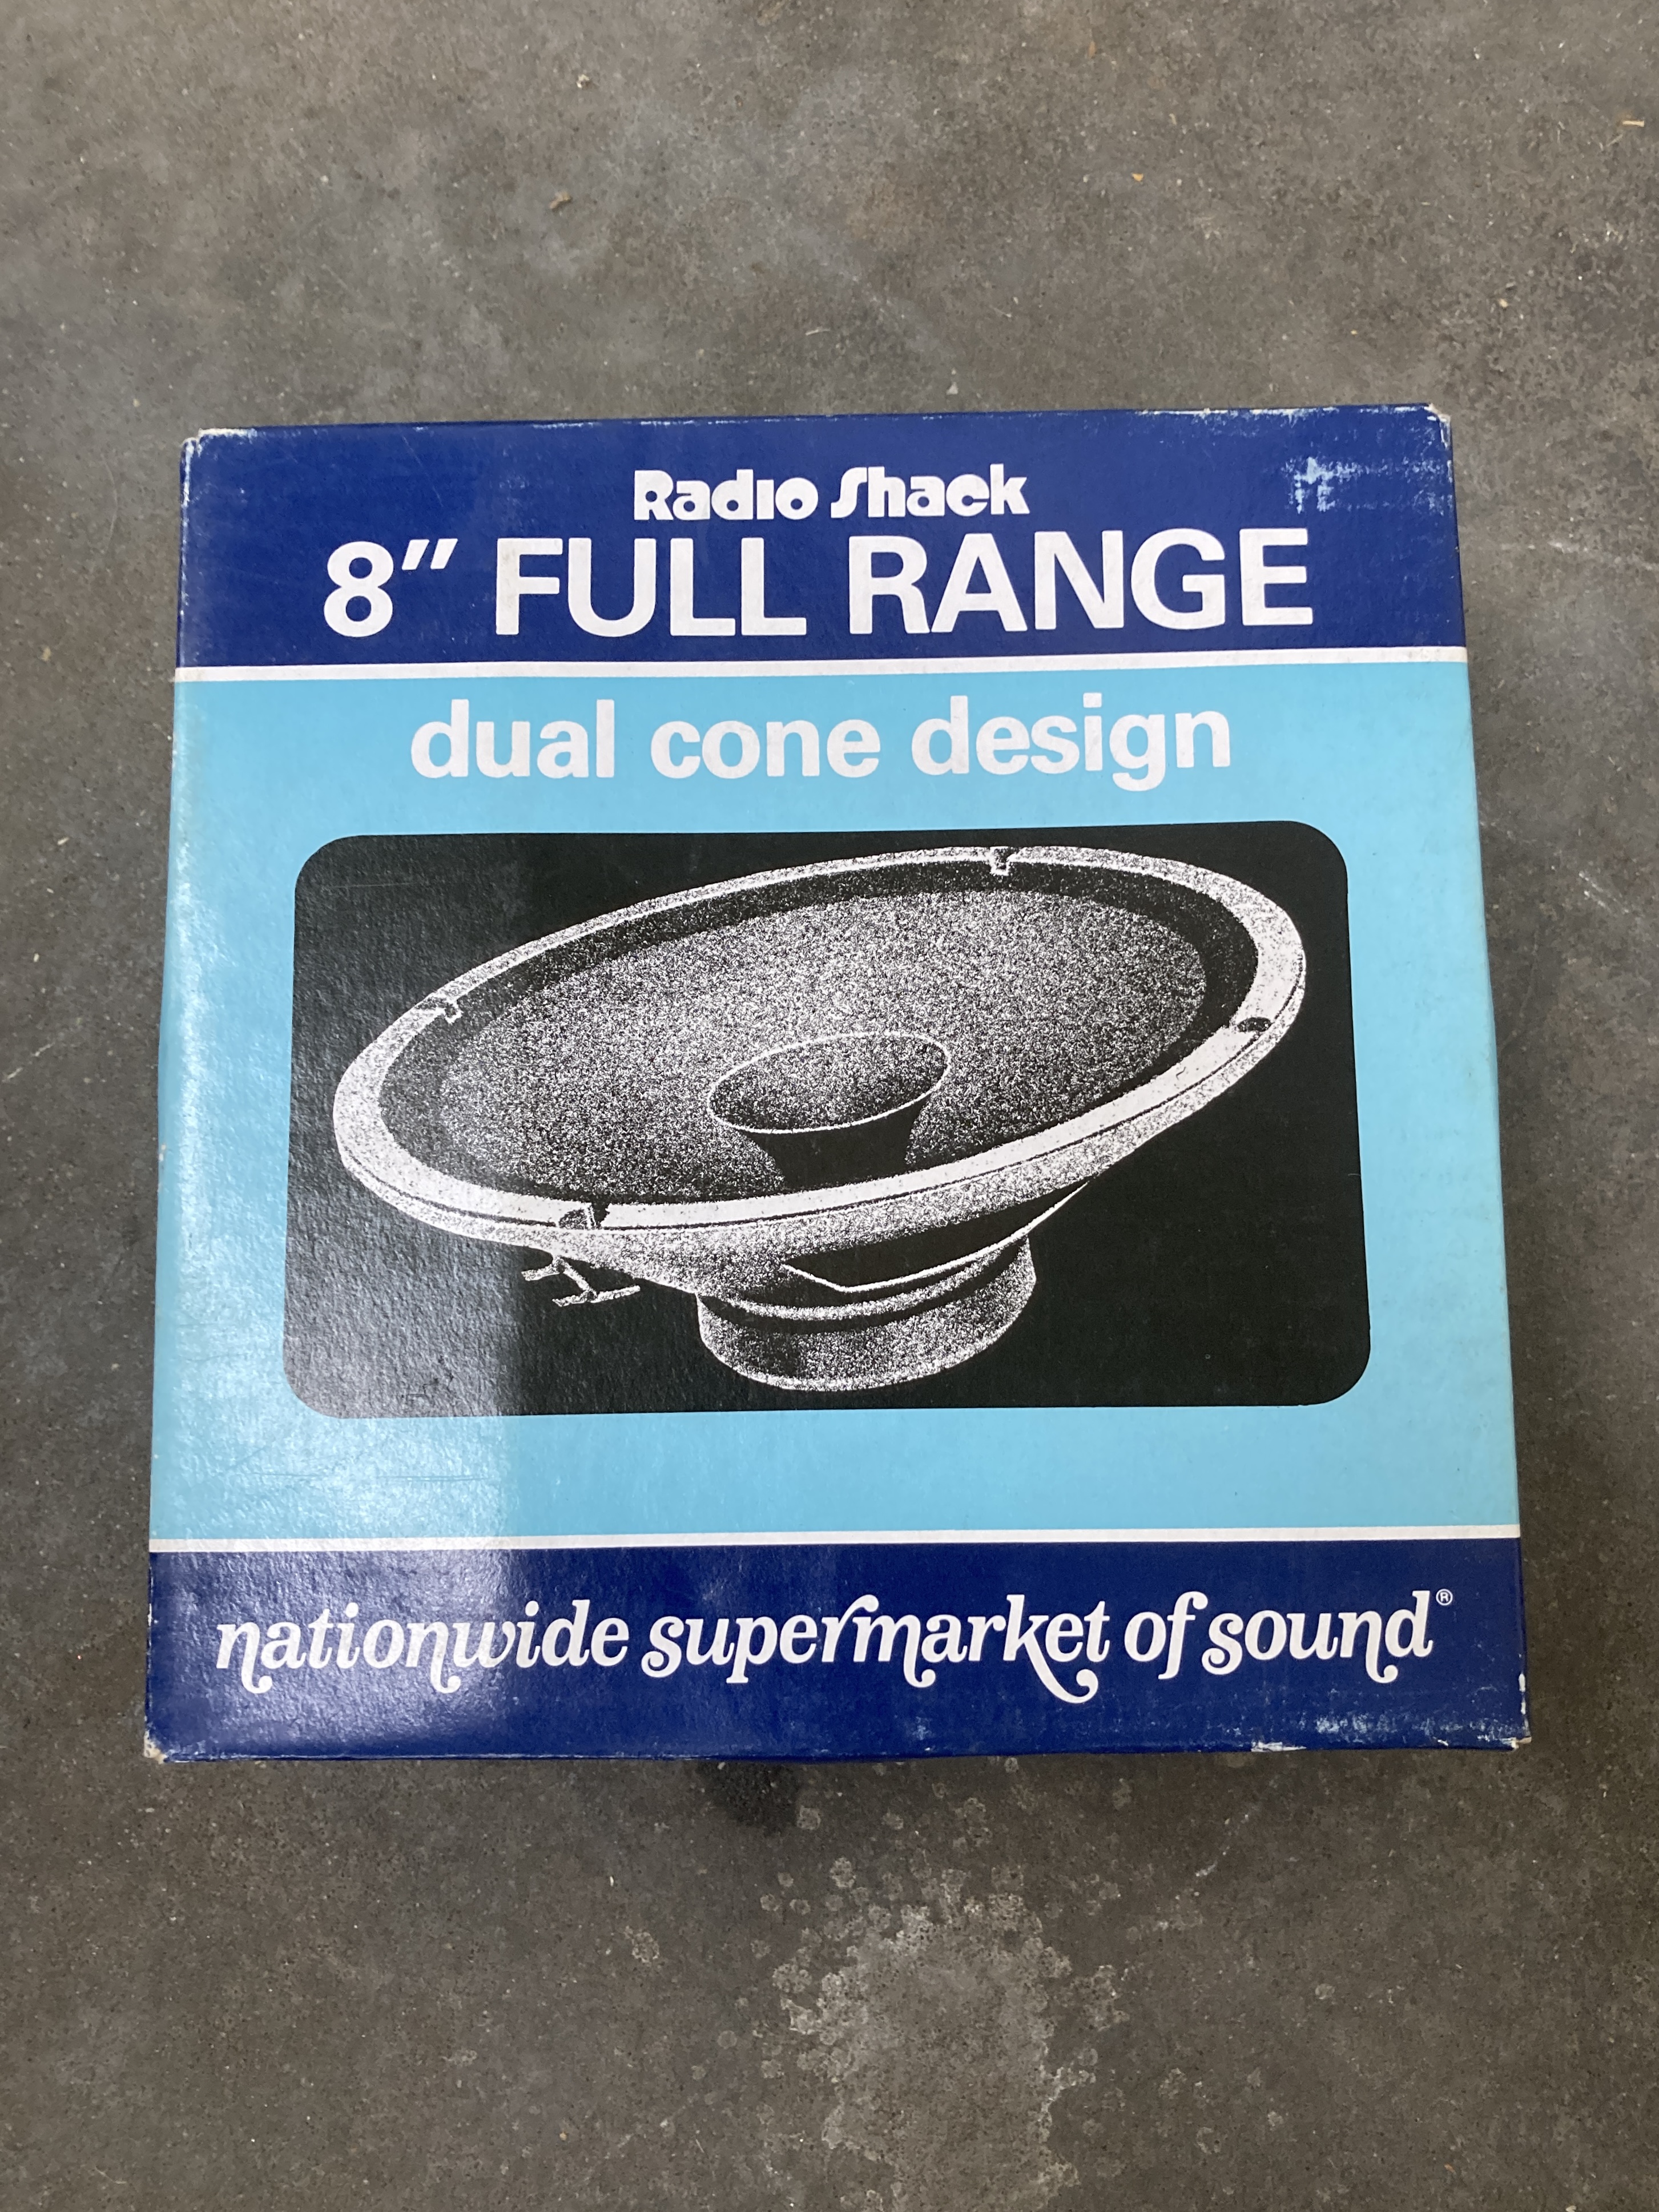 Radio Shack
8" FULL RANGE
dual cone design
nationwide supermarket of sound®